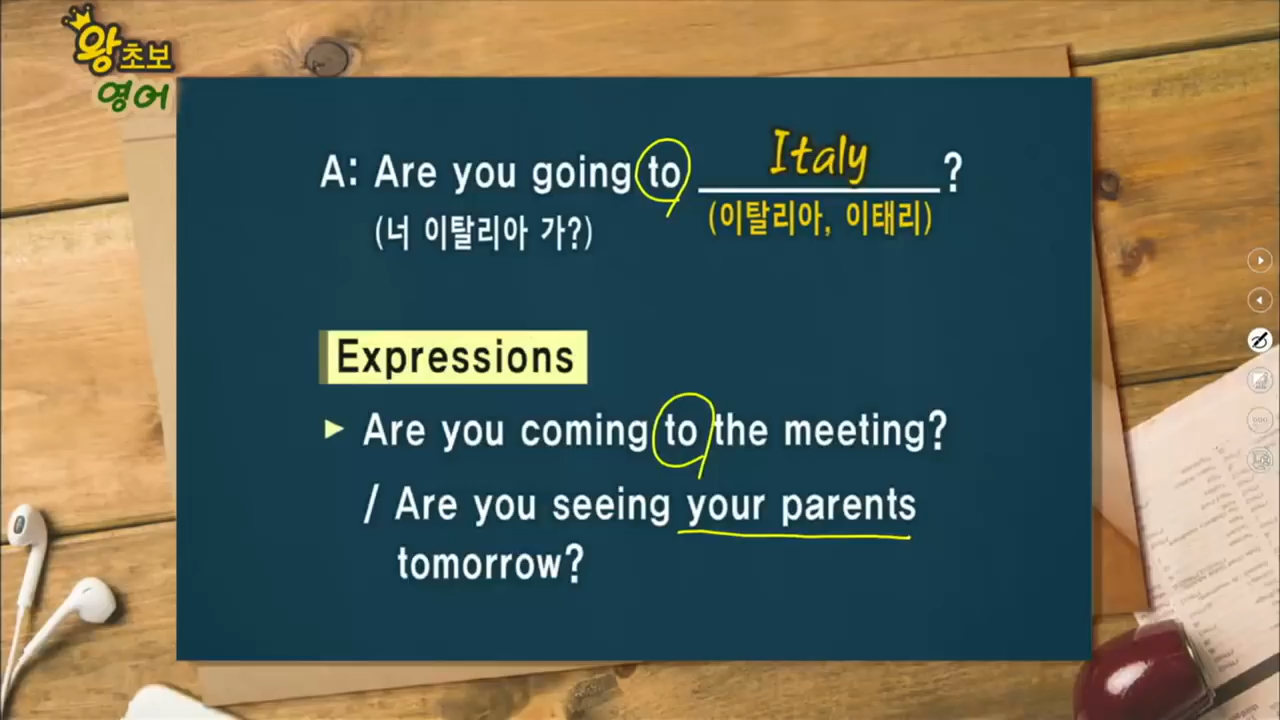 왕초보
영어
A: Are you going to Italy ?
(너 이탈리아 가?) (이탈리아, 이태리)
Expressions
▶ Are you coming to the meeting?
/ Are you seeing your parents
tomorrow?